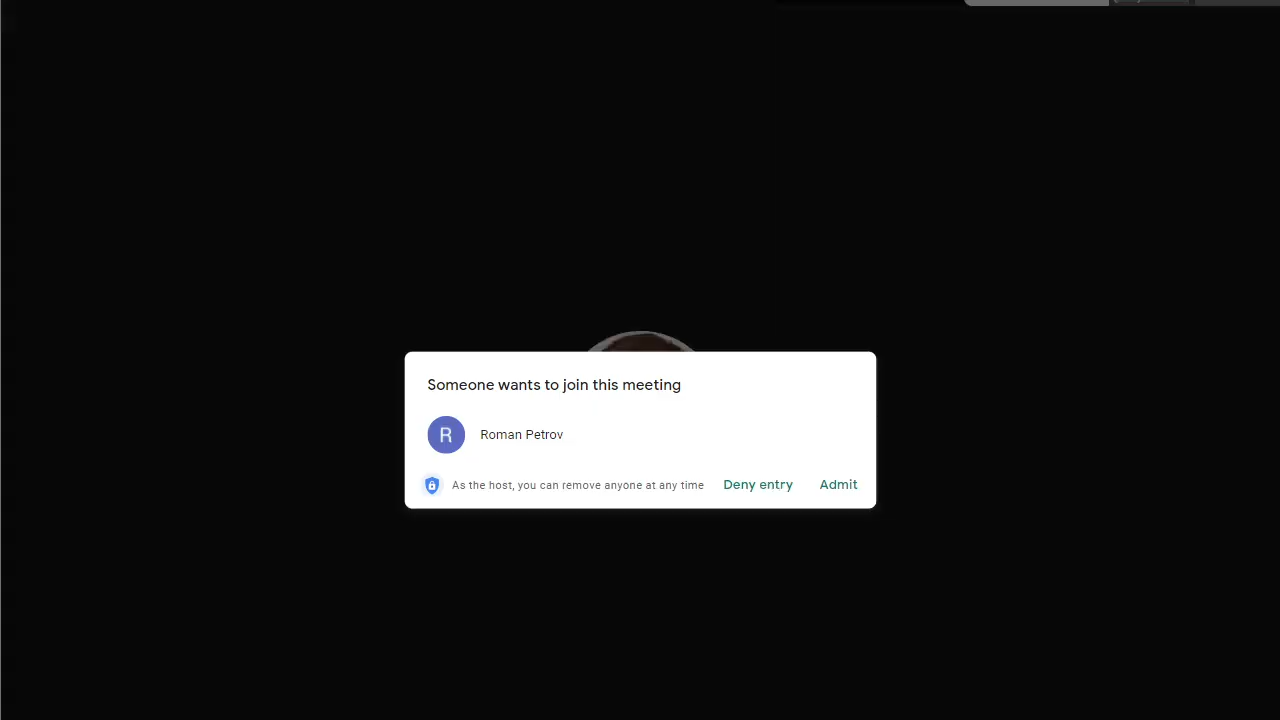 Someone wants to join this meeting
R
Roman Petrov
As the host, you can remove anyone at any time
Deny entry
Admit